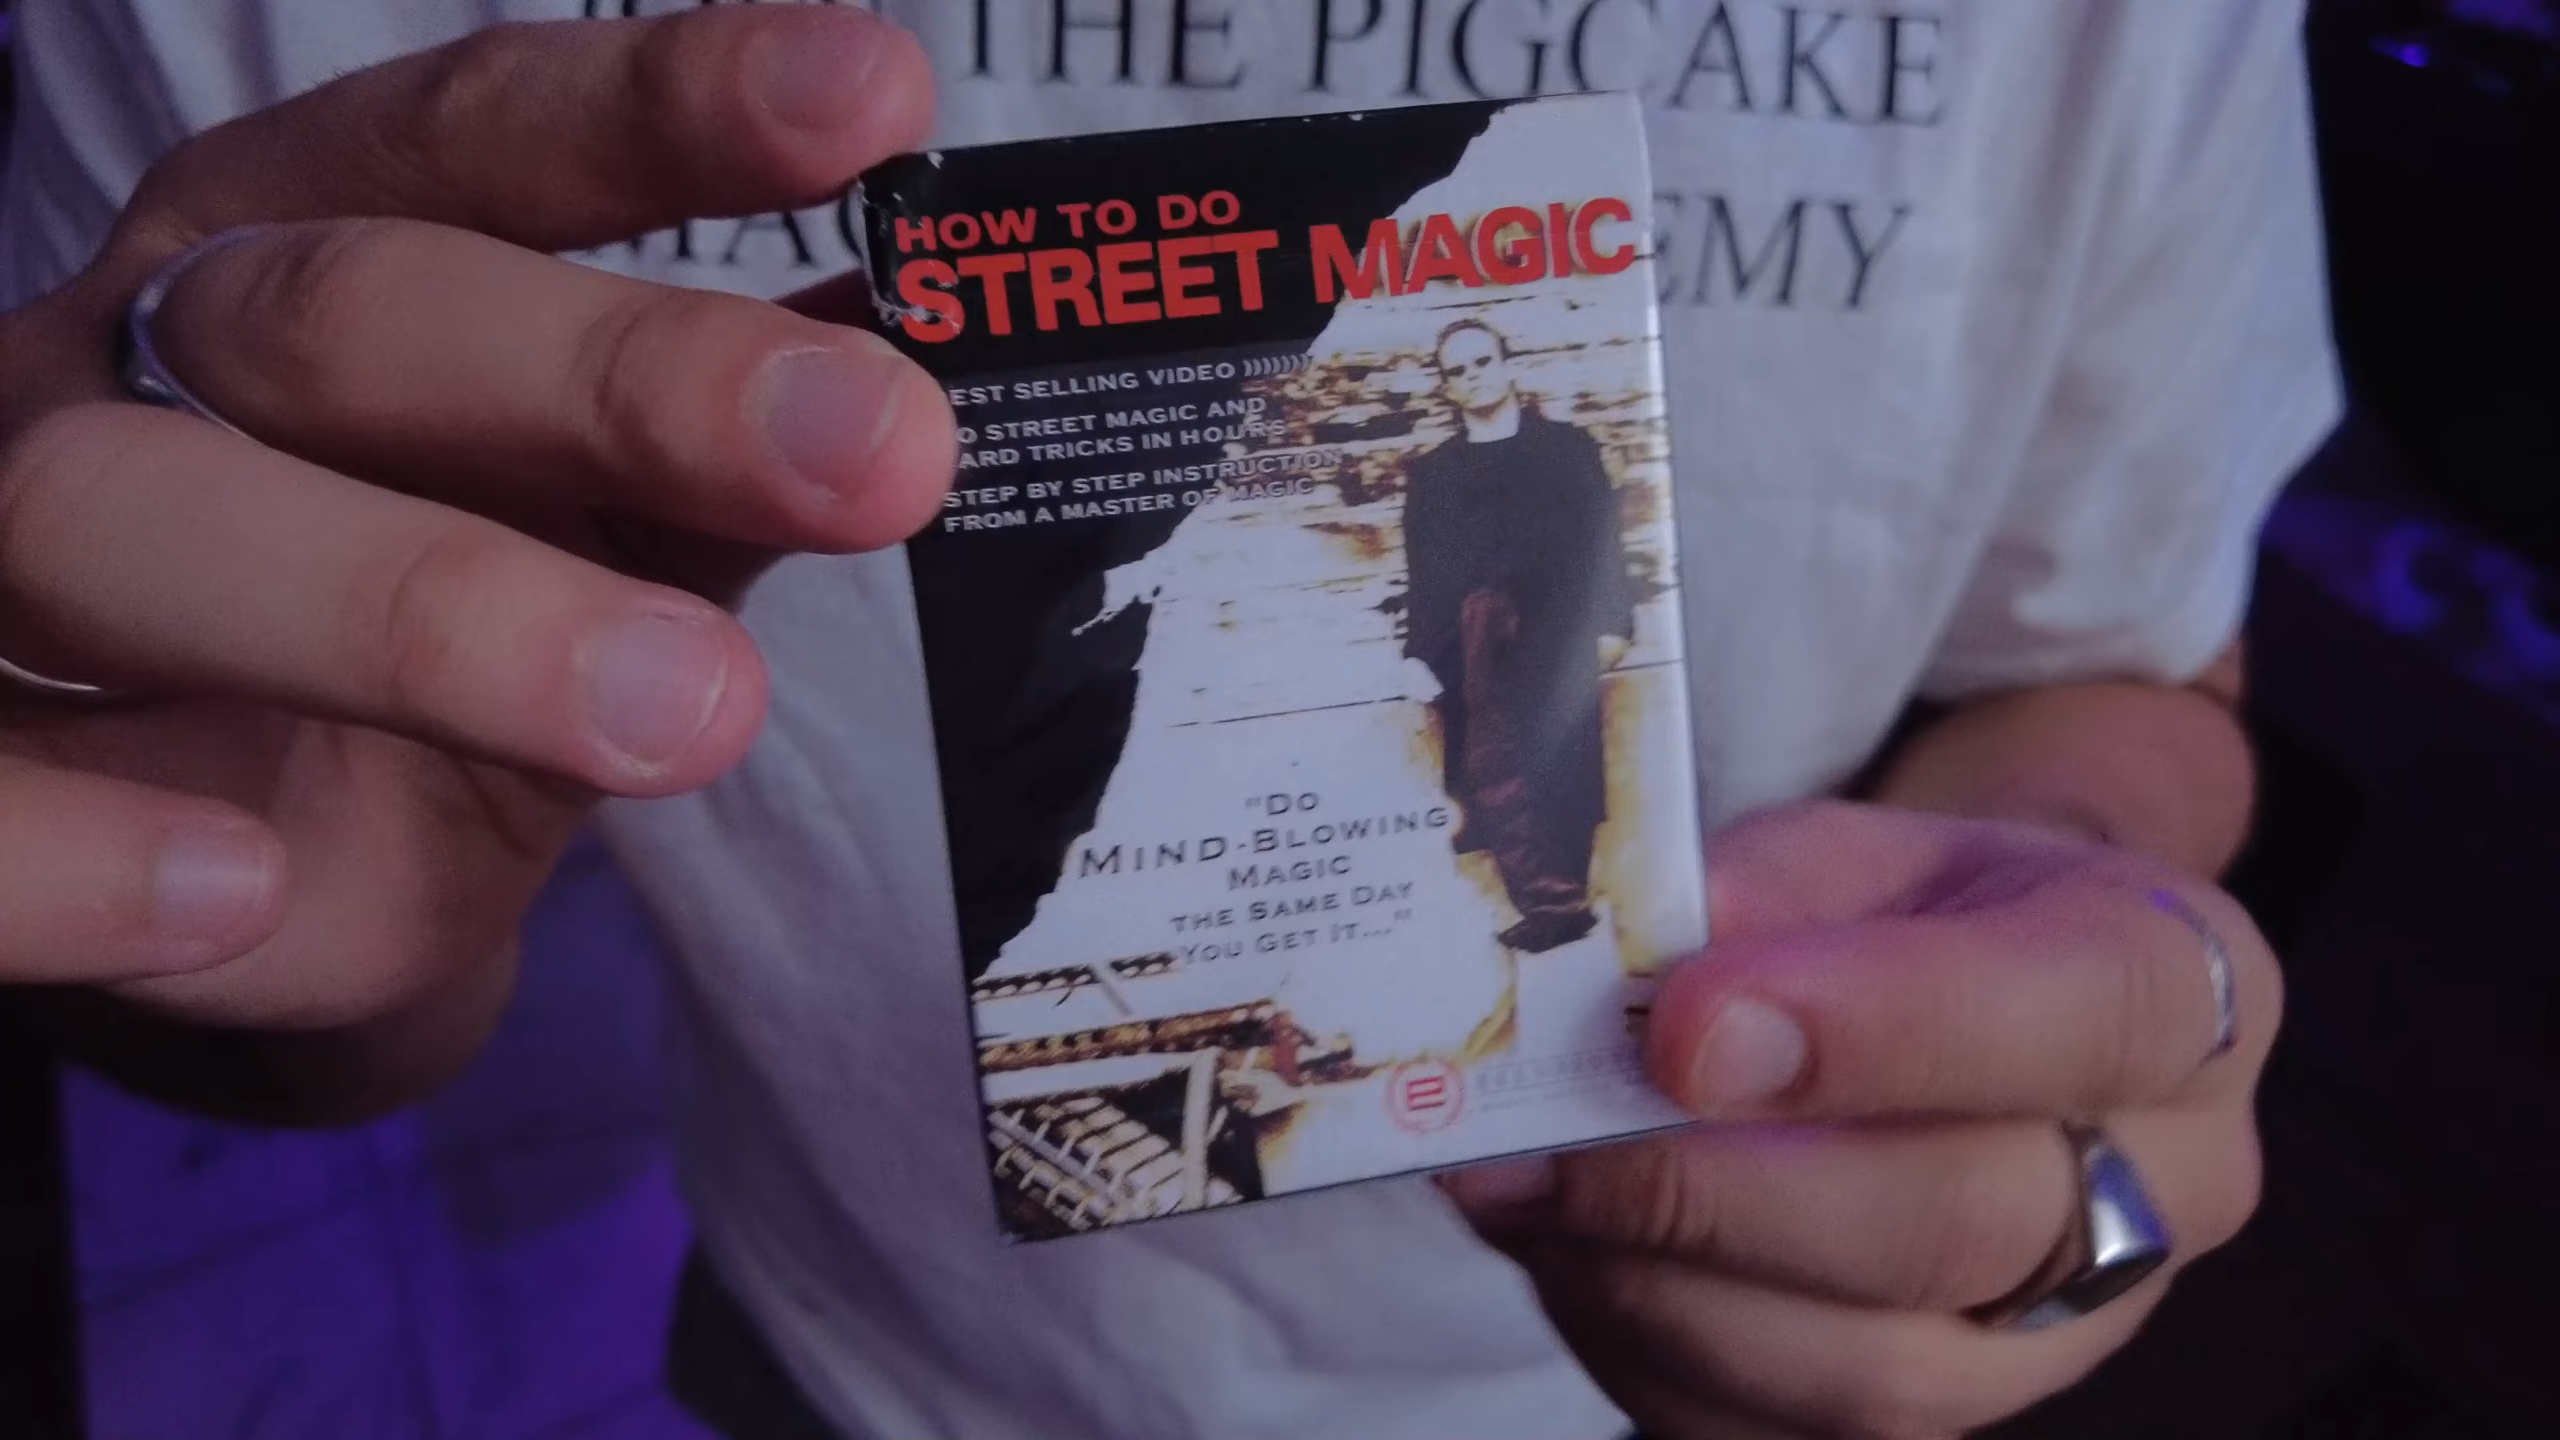 THE PIGCAKE
EMY
HOW TO DO
STREET MAGIC
EST SELLING VIDEO )))))))
O STREET MAGIC AND
ARD TRICKS IN HOURS
STEP BY STEP INSTRUCTION
FROM A MASTER OF MAGIC
"DO
MIND-BLOWING
MAGIC
THE SAME DAY
YOU GET IT..."
E